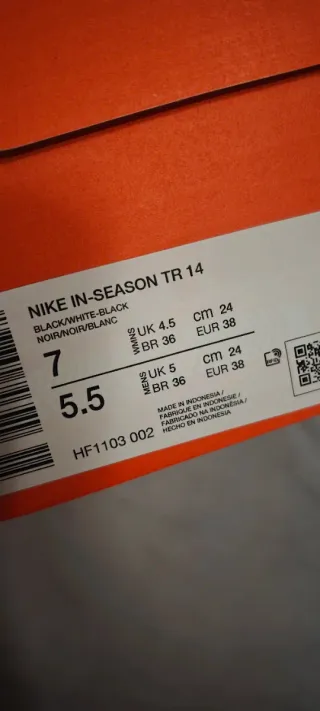 NIKE IN-SEASON TR 14
BLACK/WHITE-BLACK
NOIR/NOIR/BLANC
7 WMNS UK 4.5 cm 24
BR 36 EUR 38
5.5 MENS UK 5 cm 24
BR 36 EUR 38
MADE IN INDONESIA /
FABRIQUE EN INDONESIE /
FABRICADO NA INDONÉSIA /
HECHO EN INDONESIA
HF1103 002